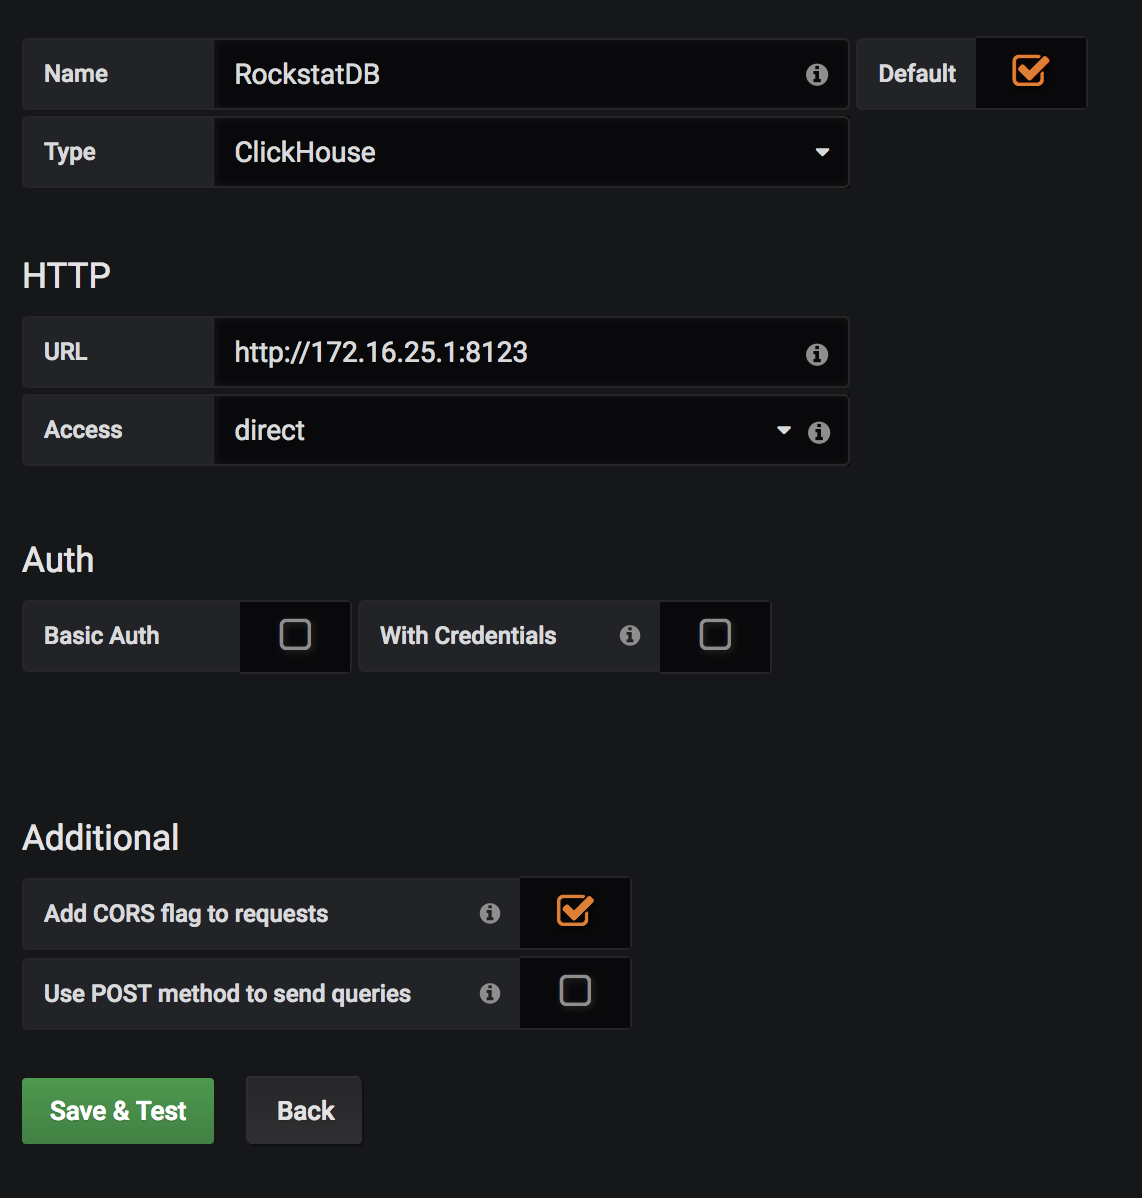 Name RockstatDB Default
Type ClickHouse
HTTP
URL http://172.16.25.1:8123
Access direct
Auth
Basic Auth With Credentials
Additional
Add CORS flag to requests
Use POST method to send queries
Save & Test Back